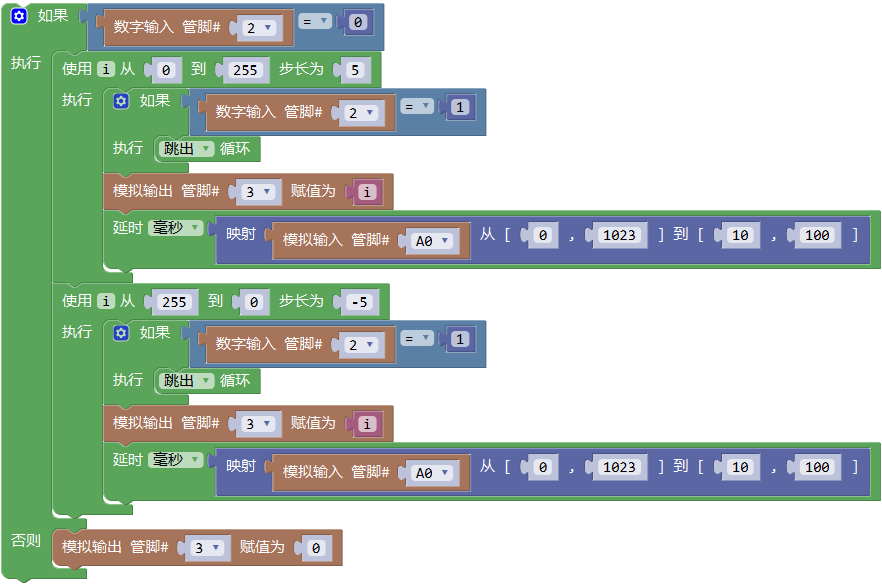 如果 数字输入 管脚# 2 = 0
执行 使用 i 从 0 到 255 步长为 5
执行 如果 数字输入 管脚# 2 = 1
执行 跳出 循环
模拟输出 管脚# 3 赋值为 i
延时 毫秒 映射 模拟输入 管脚# A0 从 [ 0 , 1023 ] 到 [ 10 , 100 ]
使用 i 从 255 到 0 步长为 -5
执行 如果 数字输入 管脚# 2 = 1
执行 跳出 循环
模拟输出 管脚# 3 赋值为 i
延时 毫秒 映射 模拟输入 管脚# A0 从 [ 0 , 1023 ] 到 [ 10 , 100 ]
否则 模拟输出 管脚# 3 赋值为 0